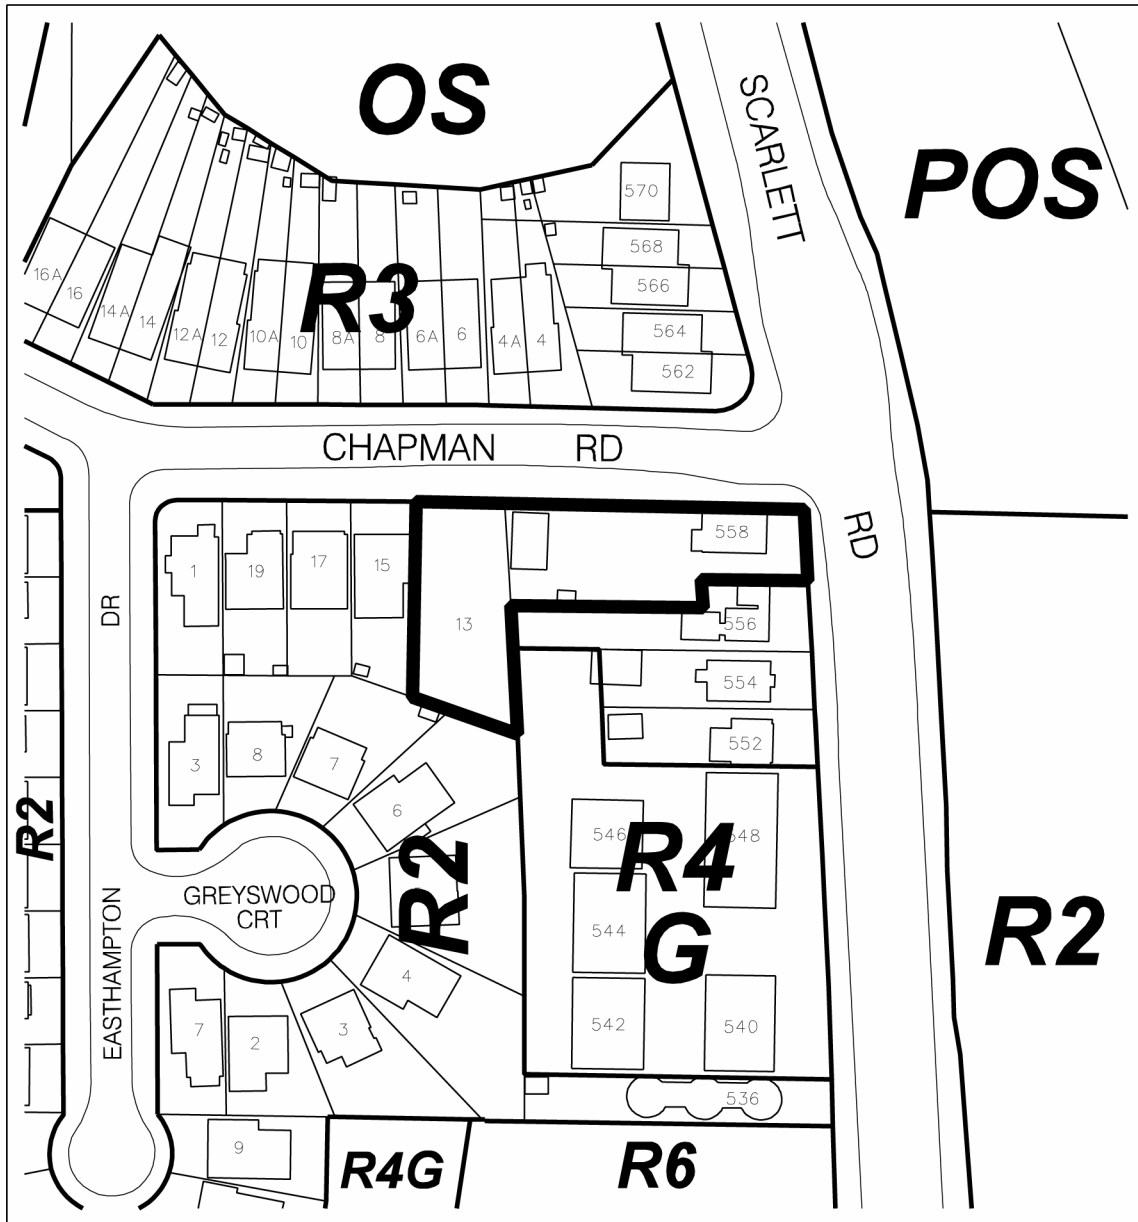 OS
SCARLETT
POS
570
568
566
564
562
R3
16A
16
14A
14
12A
12
10A
10
8A
8
6A
6
4A
4
CHAPMAN RD
RD
558
1
19
17
15
13
DR
556
554
552
3
8
7
6
R2
R2
546
548
R4
G
GREYSWOOD
CRT
EASTHAMPTON
544
R2
4
7
2
3
542
540
536
9
R4G
R6